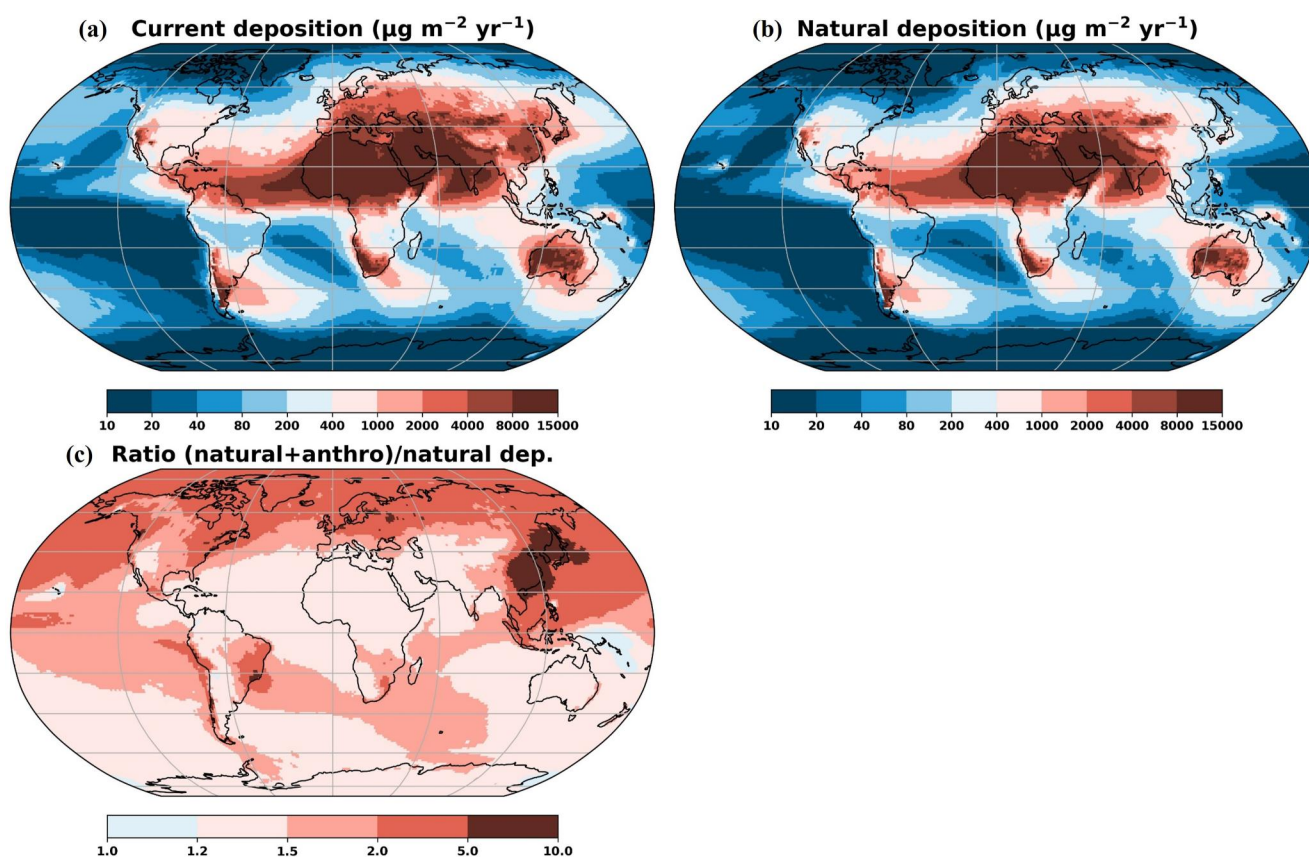 (a) Current deposition (µg m⁻² yr⁻¹)
(b) Natural deposition (µg m⁻² yr⁻¹)
10 20 40 80 200 400 1000 2000 4000 8000 15000
10 20 40 80 200 400 1000 2000 4000 8000 15000
(c) Ratio (natural+anthro)/natural dep.
1.0 1.2 1.5 2.0 5.0 10.0